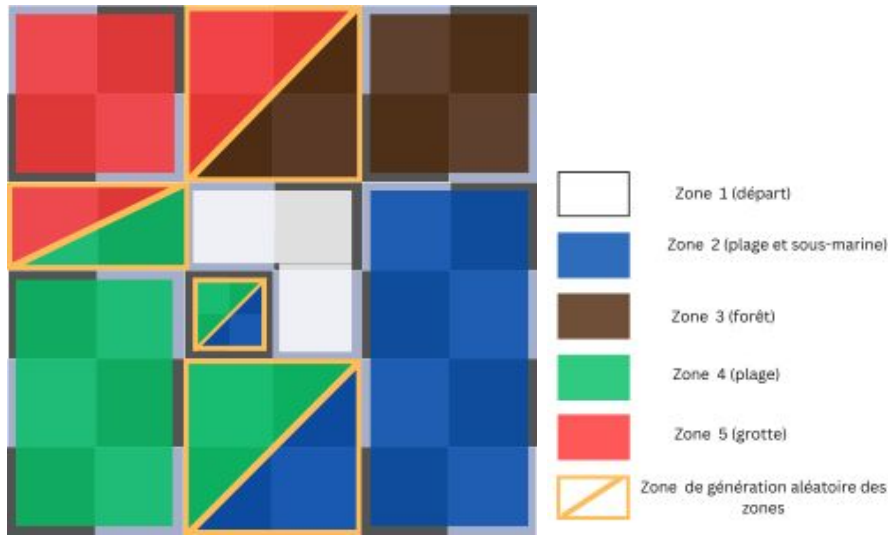 Zone 1 (départ)
Zone 2 (plage et sous-marine)
Zone 3 (forêt)
Zone 4 (plage)
Zone 5 (grotte)
Zone de génération aléatoire des
zones